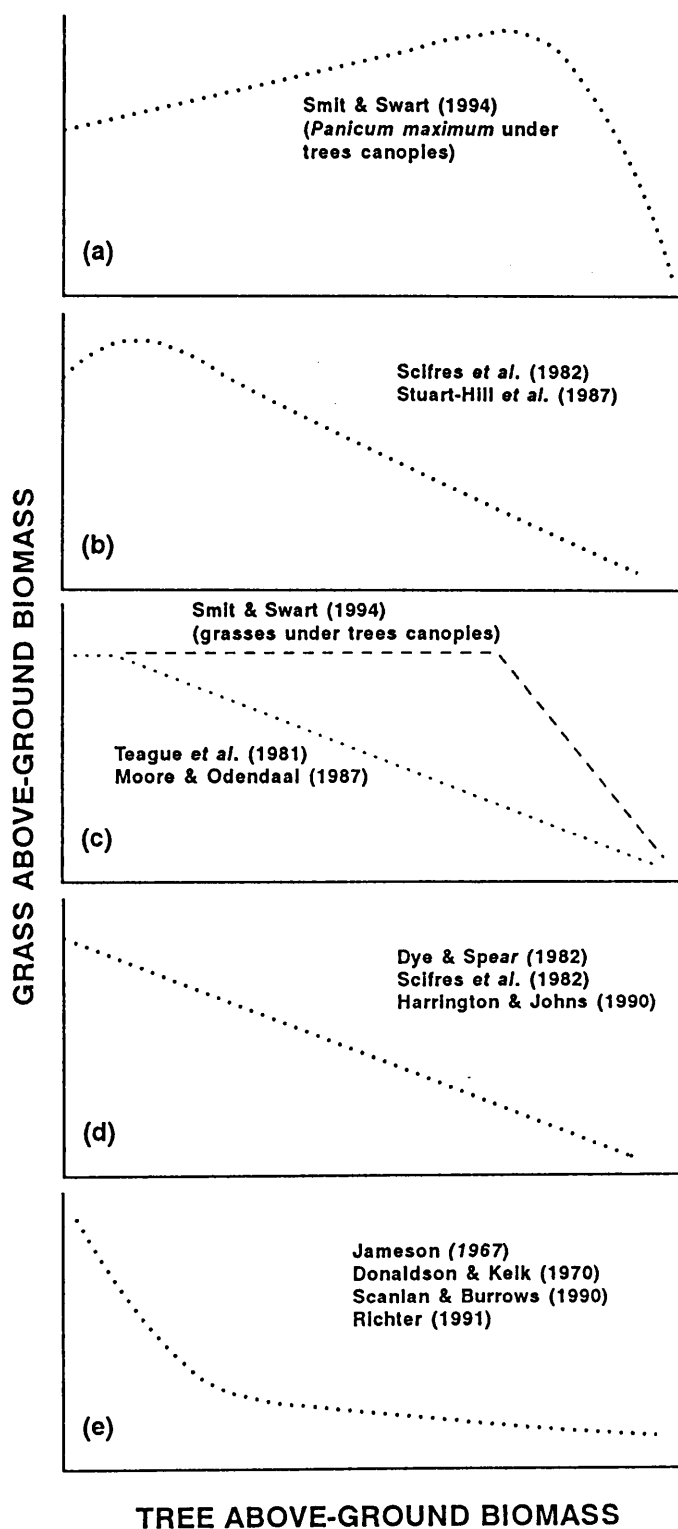 Smit & Swart (1994)
(Panicum maximum under
trees canopies)
(a)
Scifres et al. (1982)
Stuart-Hill et al. (1987)
(b)
Smit & Swart (1994)
(grasses under trees canopies)
Teague et al. (1981)
Moore & Odendaal (1987)
(c)
Dye & Spear (1982)
Scifres et al. (1982)
Harrington & Johns (1990)
(d)
Jameson (1967)
Donaldson & Kelk (1970)
Scanlan & Burrows (1990)
Richter (1991)
(e)
GRASS ABOVE-GROUND BIOMASS
TREE ABOVE-GROUND BIOMASS